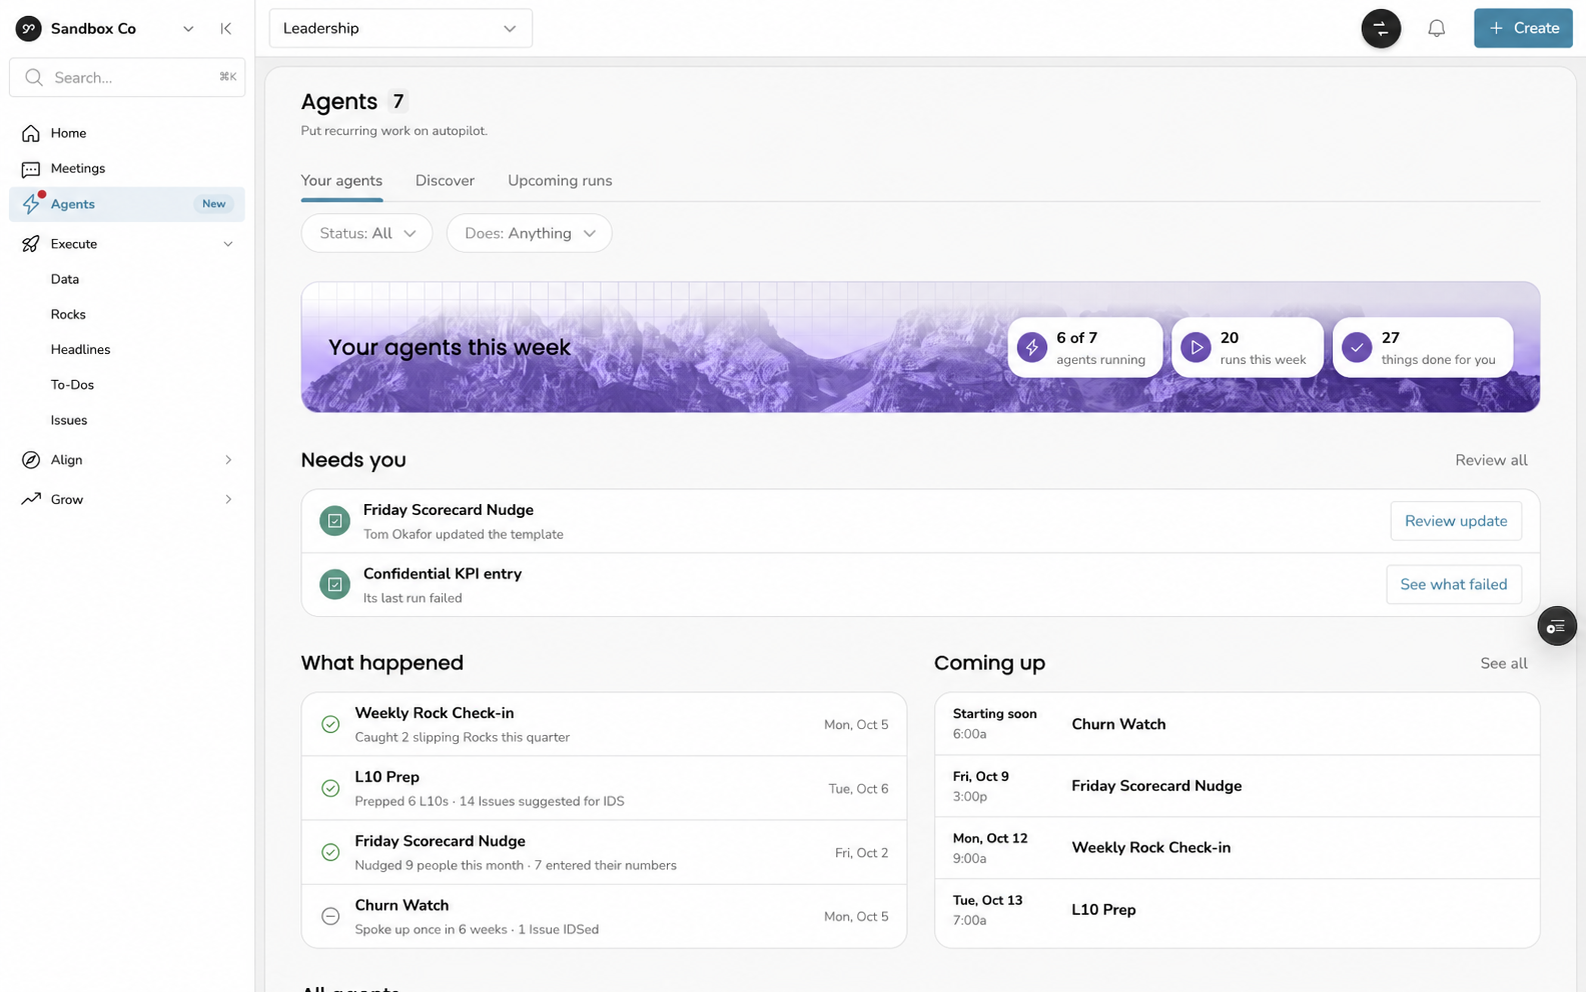 Sandbox Co
Leadership
Create
Search...
⌘K
Home
Meetings
Agents
New
Execute
Data
Rocks
Headlines
To-Dos
Issues
Align
Grow
Agents 7
Put recurring work on autopilot.
Your agents
Discover
Upcoming runs
Status: All
Does: Anything
Your agents this week
6 of 7
agents running
20
runs this week
27
things done for you
Needs you
Review all
Friday Scorecard Nudge
Tom Okafor updated the template
Review update
Confidential KPI entry
Its last run failed
See what failed
What happened
Weekly Rock Check-in
Caught 2 slipping Rocks this quarter
Mon, Oct 5
L10 Prep
Prepped 6 L10s · 14 Issues suggested for IDS
Tue, Oct 6
Friday Scorecard Nudge
Nudged 9 people this month · 7 entered their numbers
Fri, Oct 2
Churn Watch
Spoke up once in 6 weeks · 1 Issue IDSed
Mon, Oct 5
Coming up
See all
Starting soon
6:00a
Churn Watch
Fri, Oct 9
3:00p
Friday Scorecard Nudge
Mon, Oct 12
9:00a
Weekly Rock Check-in
Tue, Oct 13
7:00a
L10 Prep
All agents